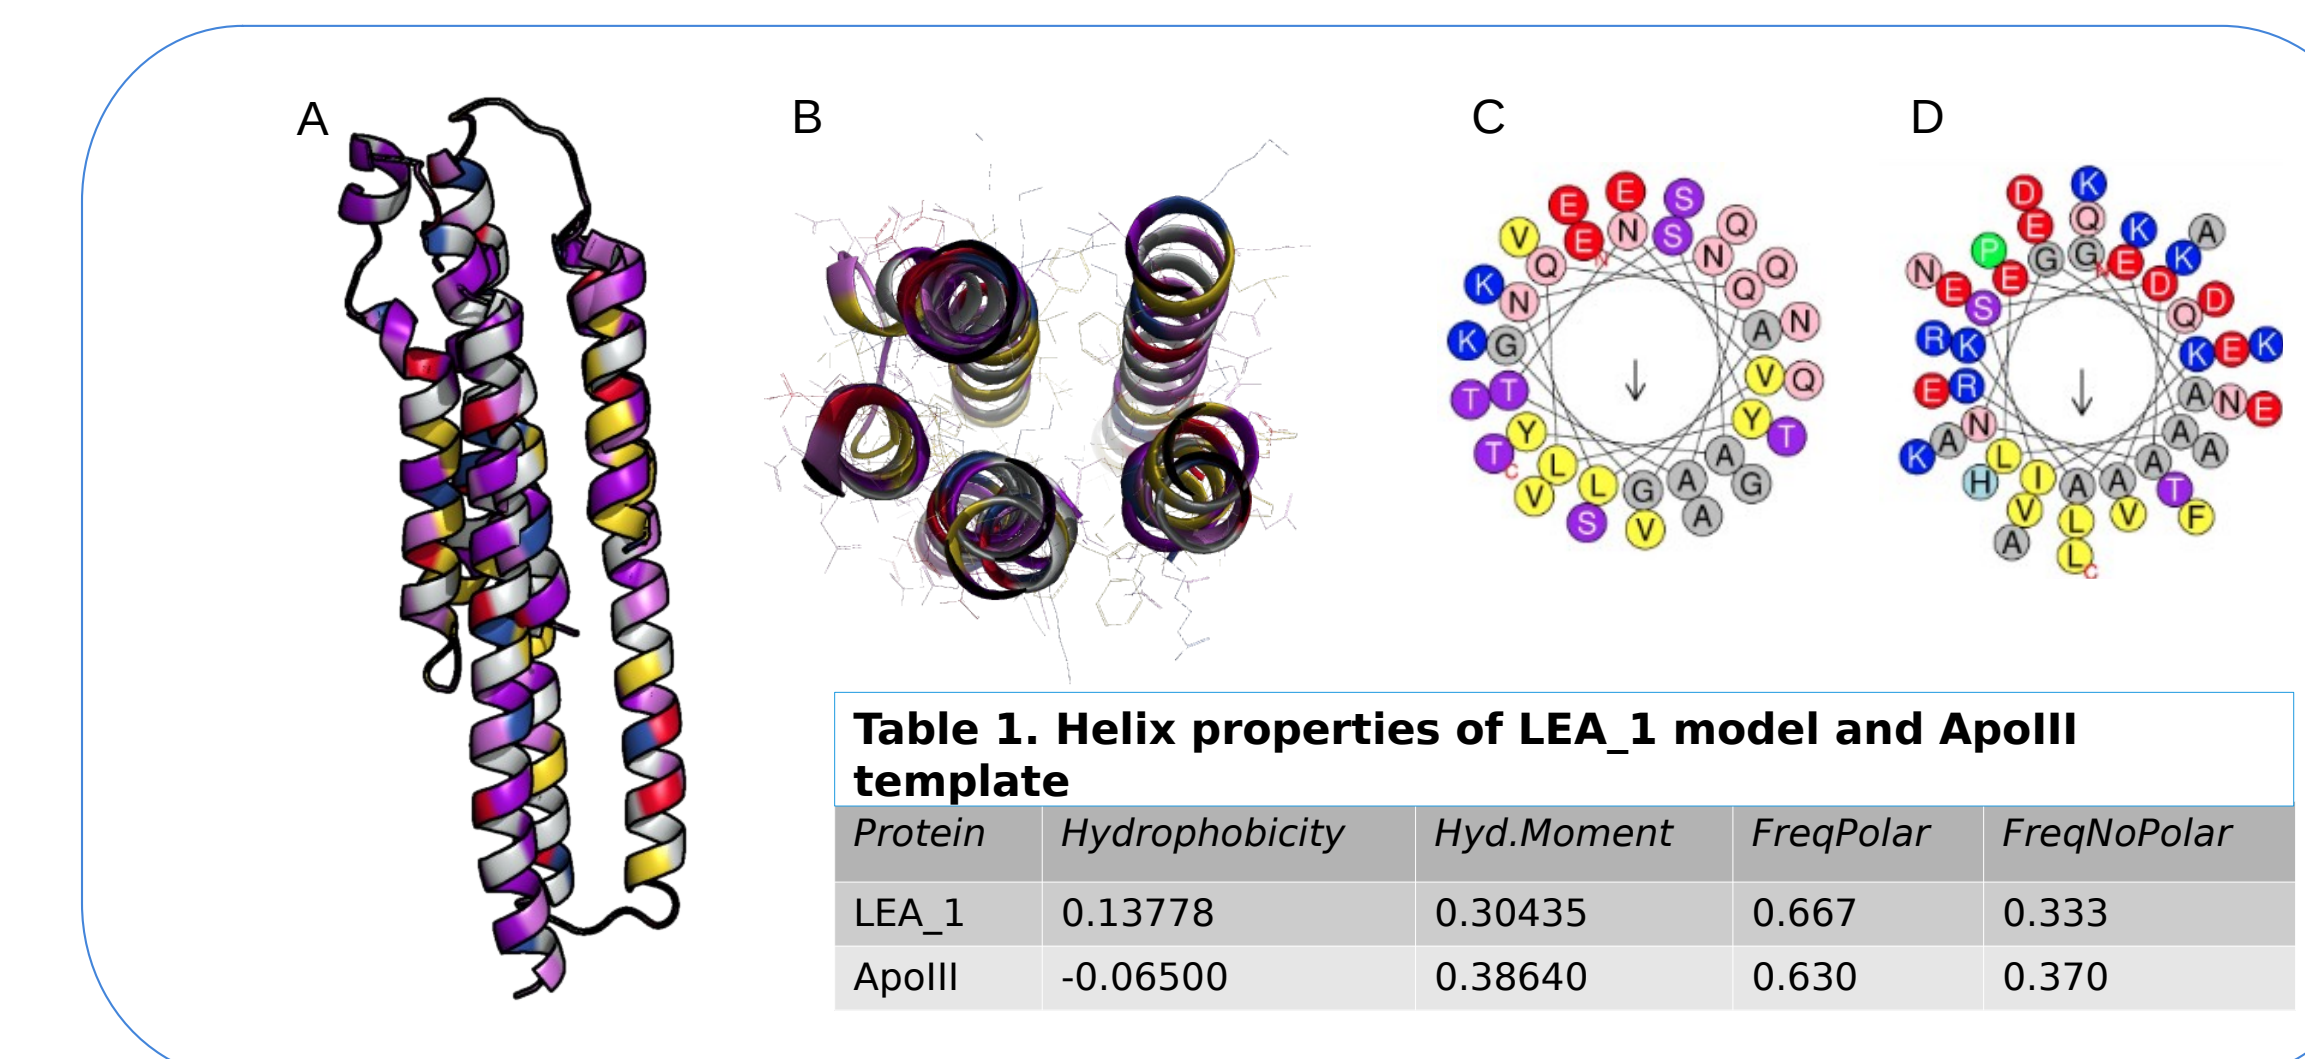 A
B
C
D
E E S Q
V E N S N
Q N Q
K N Q
K G A N
T T V Q
Y Y T
T L A
C
V L G A G
S V A
D K
E Q K A
P G G E K
N E N
E S D D
Q
R K K E K
E R A N E
K A N A A
L A
H I A A T
V L V F
A L
C
Table 1. Helix properties of LEA_1 model and ApoIII
template
Protein Hydrophobicity Hyd.Moment FreqPolar FreqNoPolar
LEA_1 0.13778 0.30435 0.667 0.333
ApoIII -0.06500 0.38640 0.630 0.370